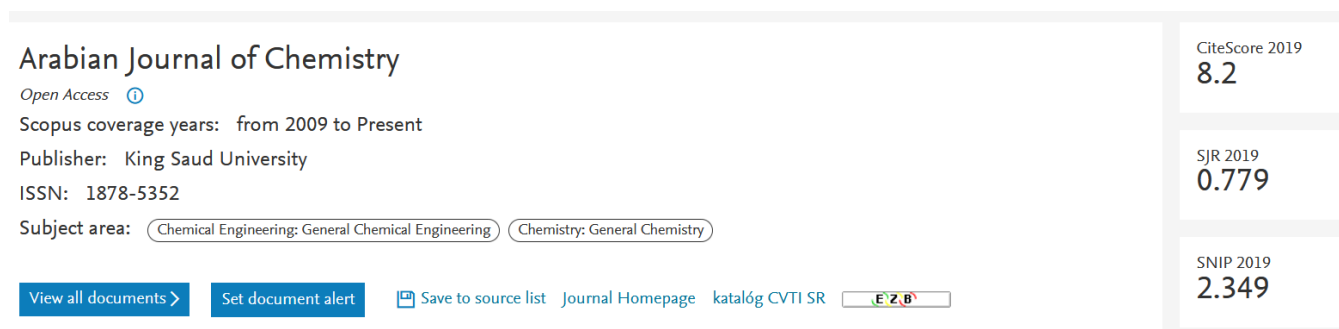 Arabian Journal of Chemistry
Open Access
Scopus coverage years: from 2009 to Present
Publisher: King Saud University
ISSN: 1878-5352
Subject area: Chemical Engineering: General Chemical Engineering Chemistry: General Chemistry
View all documents Set document alert Save to source list Journal Homepage katalóg CVTI SR EZB
CiteScore 2019
8.2
SJR 2019
0.779
SNIP 2019
2.349